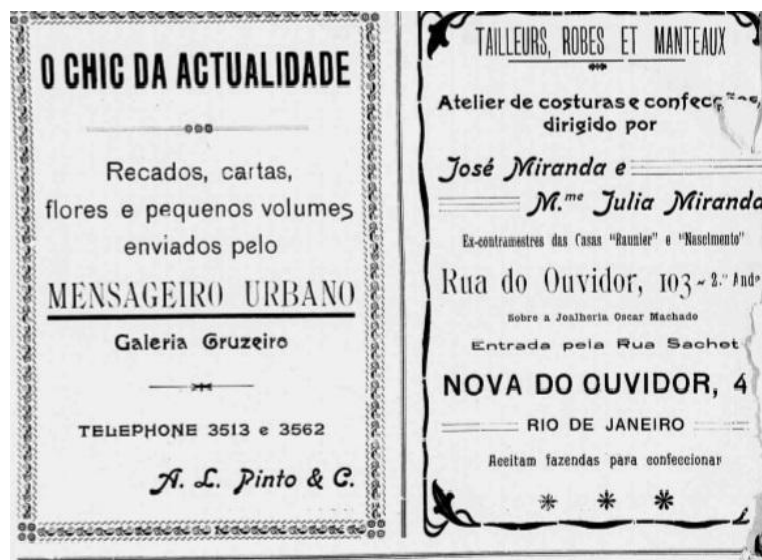 O CHIC DA ACTUALIDADE
Recados, cartas,
flores e pequenos volumes
enviados pelo
MENSAGEIRO URBANO
Galeria Gruzeiro
TELEPHONE 3513 e 3562
A. L. Pinto & C.
TAILLEURS, ROBES ET MANTEAUX
Atelier de costuras e
dirigido por
José Miranda e
M.me Julia Miranda
Ex-contramestres das Casas "Raunier" e "Nascimento"
Rua do Ouvidor, 103 - 2.º
Sobre a Joalheria Oscar Machado
Entrada pela Rua Sachet
NOVA DO OUVIDOR, 4
RIO DE JANEIRO
Aceitam fazendas para confeccionar